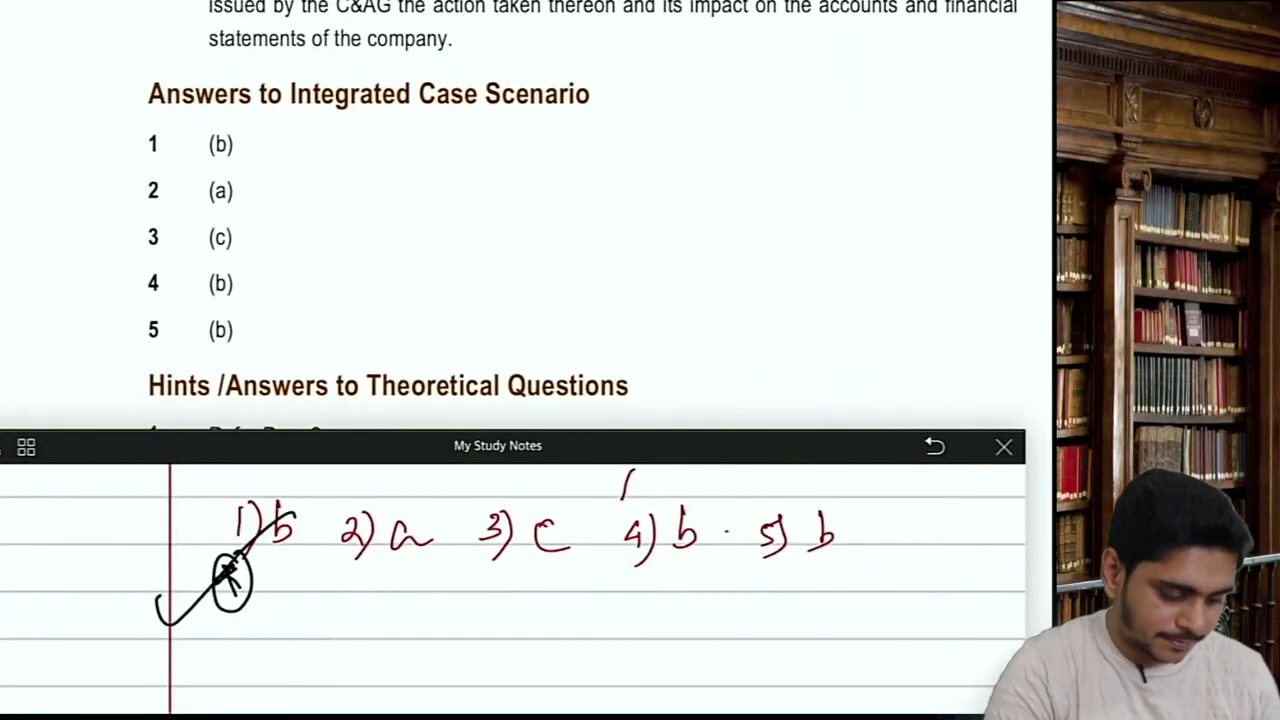 issued by the C&AG the action taken thereon and its impact on the accounts and financial
statements of the company.
Answers to Integrated Case Scenario
1 (b)
2 (a)
3 (c)
4 (b)
5 (b)
Hints /Answers to Theoretical Questions
My Study Notes
1) b 2) a 3) c 4) b . 5) b